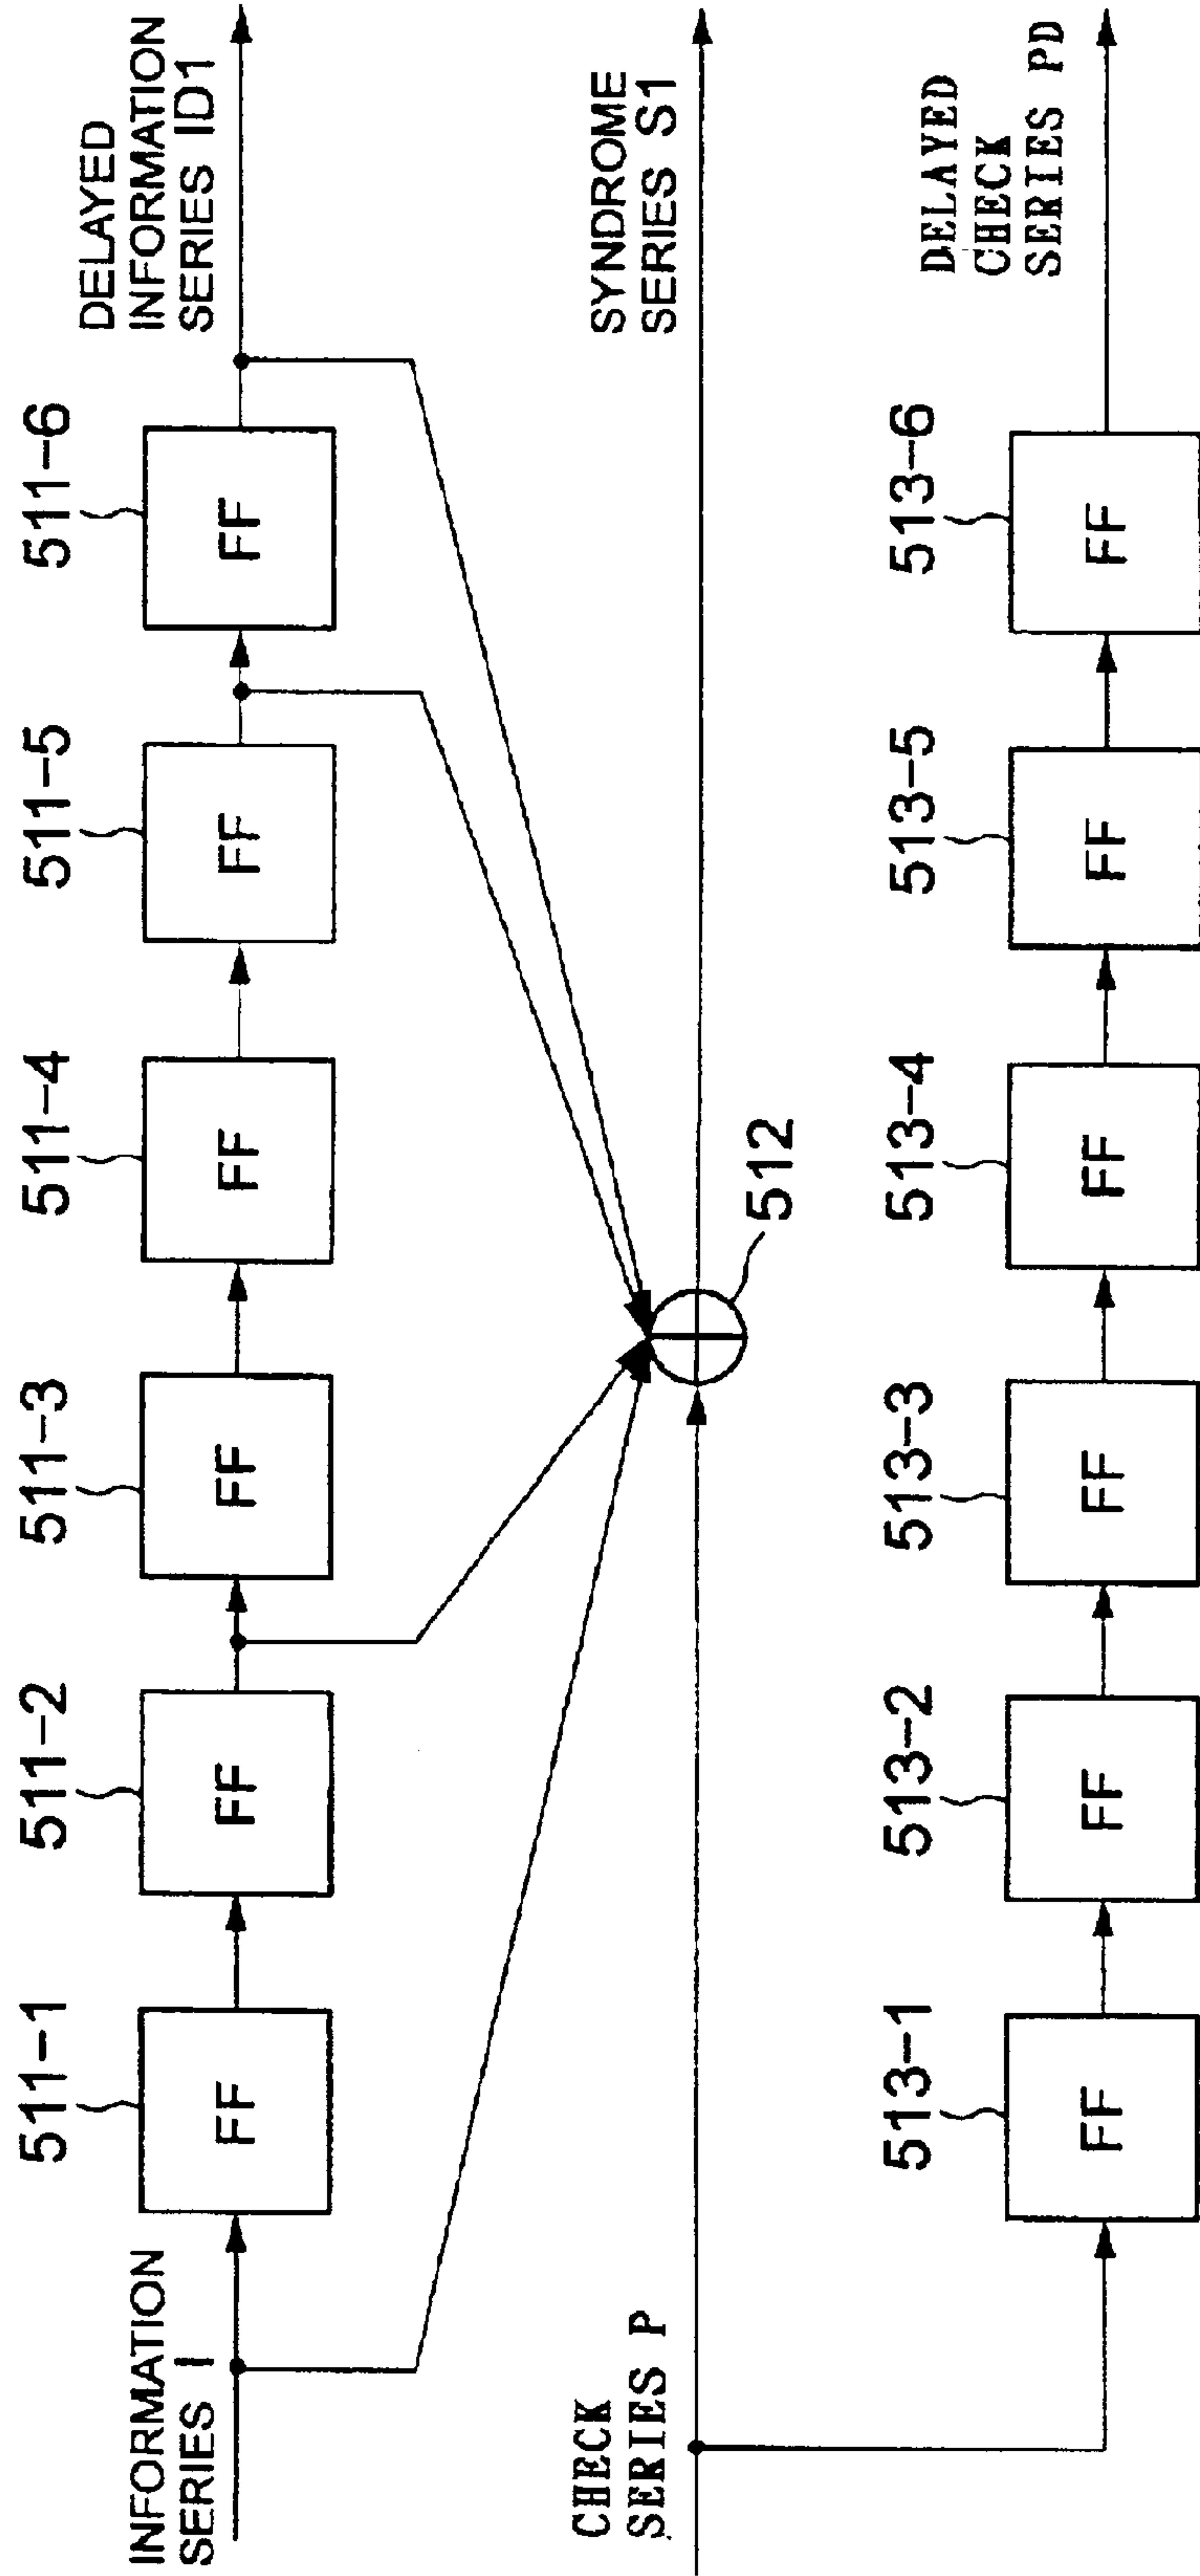 511-1
511-2
511-3
511-4
511-5
511-6
INFORMATION
SERIES I
FF
FF
FF
FF
FF
FF
DELAYED
INFORMATION
SERIES ID1
CHECK
SERIES P
512
SYNDROME
SERIES S1
513-1
513-2
513-3
513-4
513-5
513-6
FF
FF
FF
FF
FF
FF
DELAYED
CHECK
SERIES PD